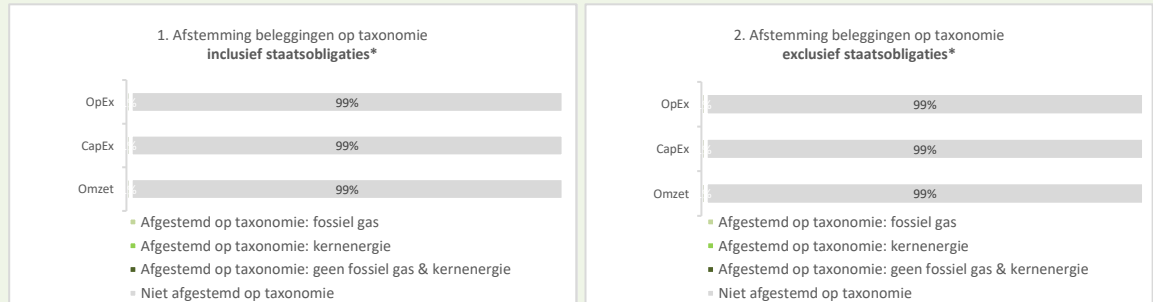 1. Afstemming beleggingen op taxonomie
inclusief staatsobligaties*
OpEx
99%
CapEx
99%
Omzet
99%
Afgestemd op taxonomie: fossiel gas
Afgestemd op taxonomie: kernenergie
Afgestemd op taxonomie: geen fossiel gas & kernenergie
Niet afgestemd op taxonomie
2. Afstemming beleggingen op taxonomie
exclusief staatsobligaties*
OpEx
99%
CapEx
99%
Omzet
99%
Afgestemd op taxonomie: fossiel gas
Afgestemd op taxonomie: kernenergie
Afgestemd op taxonomie: geen fossiel gas & kernenergie
Niet afgestemd op taxonomie